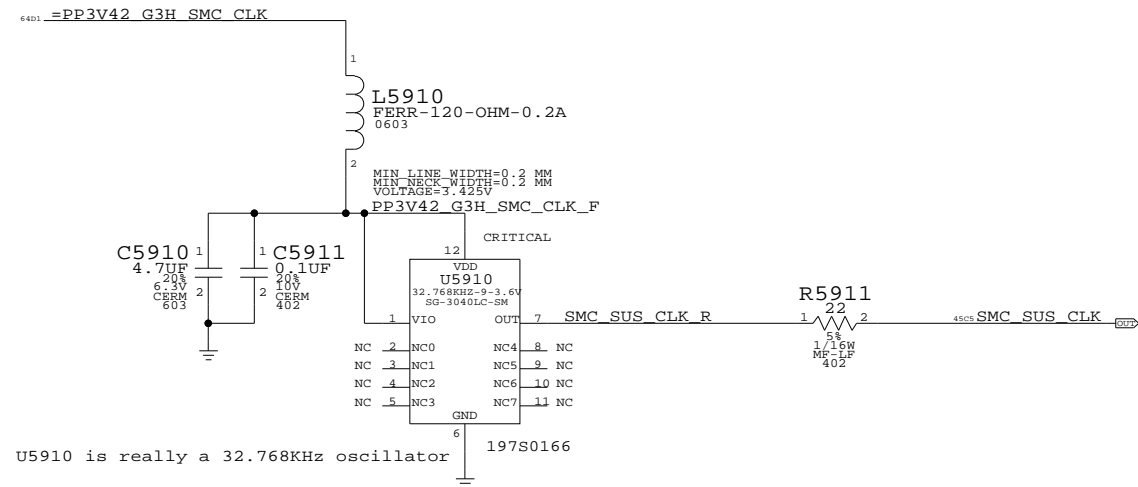 64D1 =PP3V42_G3H_SMC_CLK
1
L5910
FERR-120-OHM-0.2A
0603
2
MIN_LINE_WIDTH=0.2 MM
MIN_NECK_WIDTH=0.2 MM
VOLTAGE=3.425V
PP3V42_G3H_SMC_CLK_F
CRITICAL
C5910
4.7UF
20%
6.3V
CERM
603
1
2
C5911
0.1UF
20%
10V
CERM
402
1
2
12
VDD
U5910
32.768KHZ-9-3.6V
SG-3040LC-SM
1 VIO OUT 7 SMC_SUS_CLK_R
R5911
1 2
22
5%
1/16W
MF-LF
402
45C5 SMC_SUS_CLK OUT
NC 2 NC0 NC4 8 NC
NC 3 NC1 NC5 9 NC
NC 4 NC2 NC6 10 NC
NC 5 NC3 NC7 11 NC
GND
6
197S0166
U5910 is really a 32.768KHz oscillator